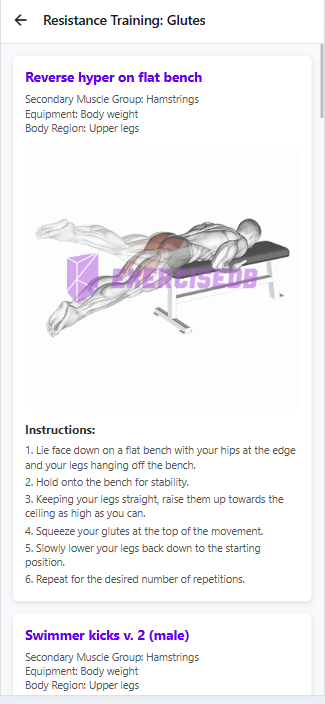 Resistance Training: Glutes
Reverse hyper on flat bench
Secondary Muscle Group: Hamstrings
Equipment: Body weight
Body Region: Upper legs
EXERCISEDB
Instructions:
1. Lie face down on a flat bench with your hips at the edge
and your legs hanging off the bench.
2. Hold onto the bench for stability.
3. Keeping your legs straight, raise them up towards the
ceiling as high as you can.
4. Squeeze your glutes at the top of the movement.
5. Slowly lower your legs back down to the starting
position.
6. Repeat for the desired number of repetitions.
Swimmer kicks v. 2 (male)
Secondary Muscle Group: Hamstrings
Equipment: Body weight
Body Region: Upper legs